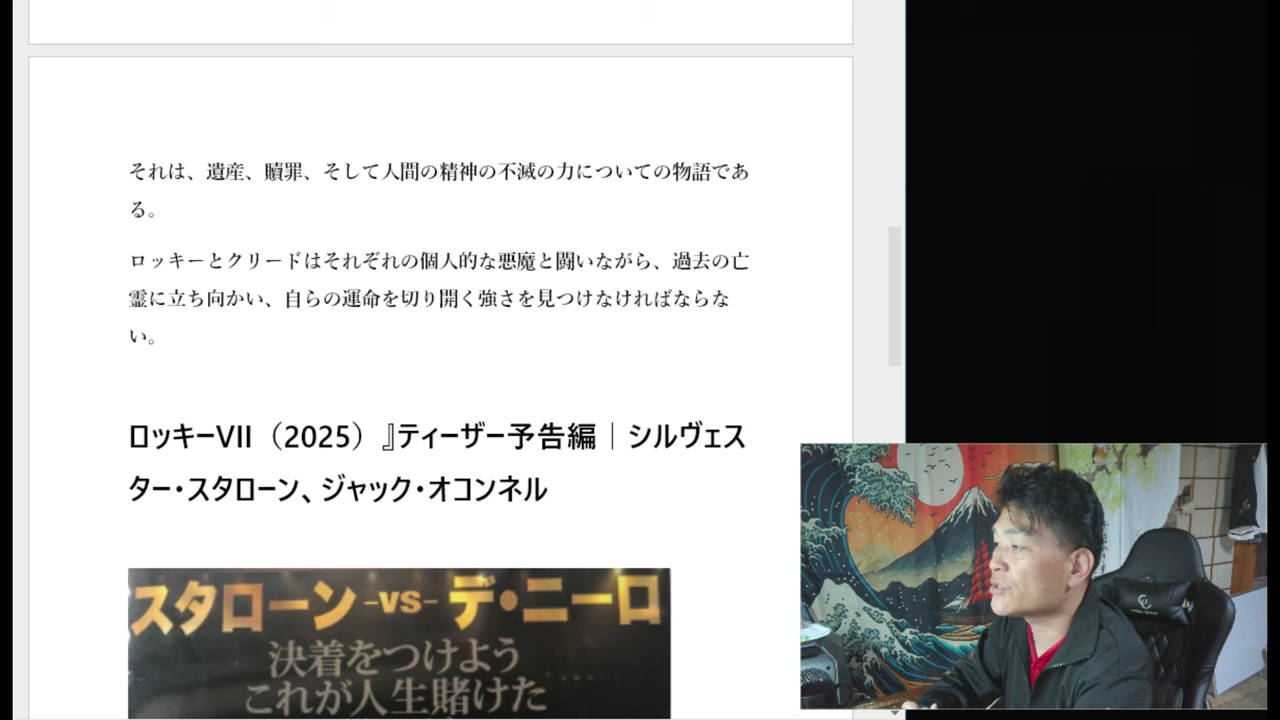 それは、遺産、贖罪、そして人間の精神の不滅の力についての物語であ
る。
ロッキーとクリードはそれぞれの個人的な悪魔と闘いながら、過去の亡
霊に立ち向かい、自らの運命を切り開く強さを見つけなければならな
い。
ロッキーVII（2025）』ティーザー予告編｜シルヴェス
ター・スタローン、ジャック・オコンネル
スタローン -VS- デ・ニーロ
決着をつけよう
これが人生賭けた